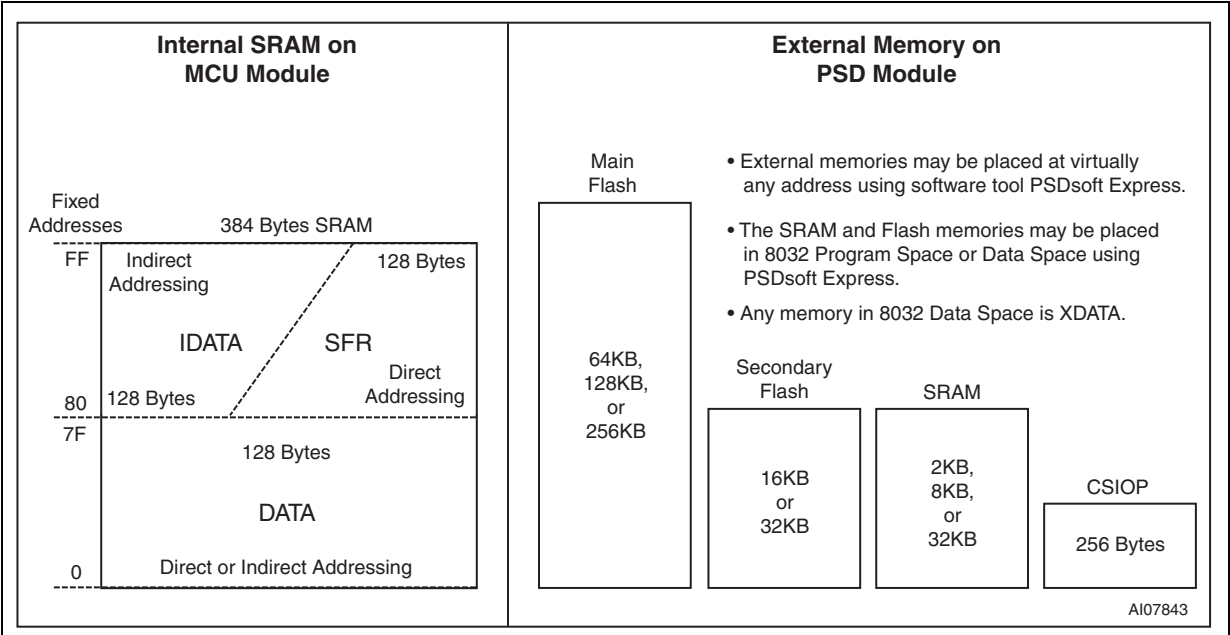 Internal SRAM on
MCU Module
Fixed
Addresses
384 Bytes SRAM
FF
Indirect
Addressing
128 Bytes
IDATA
SFR
Direct
Addressing
128 Bytes
80
7F
128 Bytes
DATA
Direct or Indirect Addressing
0
External Memory on
PSD Module
Main
Flash
64KB,
128KB,
or
256KB
• External memories may be placed at virtually
any address using software tool PSDsoft Express.
• The SRAM and Flash memories may be placed
in 8032 Program Space or Data Space using
PSDsoft Express.
• Any memory in 8032 Data Space is XDATA.
Secondary
Flash
16KB
or
32KB
SRAM
2KB,
8KB,
or
32KB
CSIOP
256 Bytes
AI07843